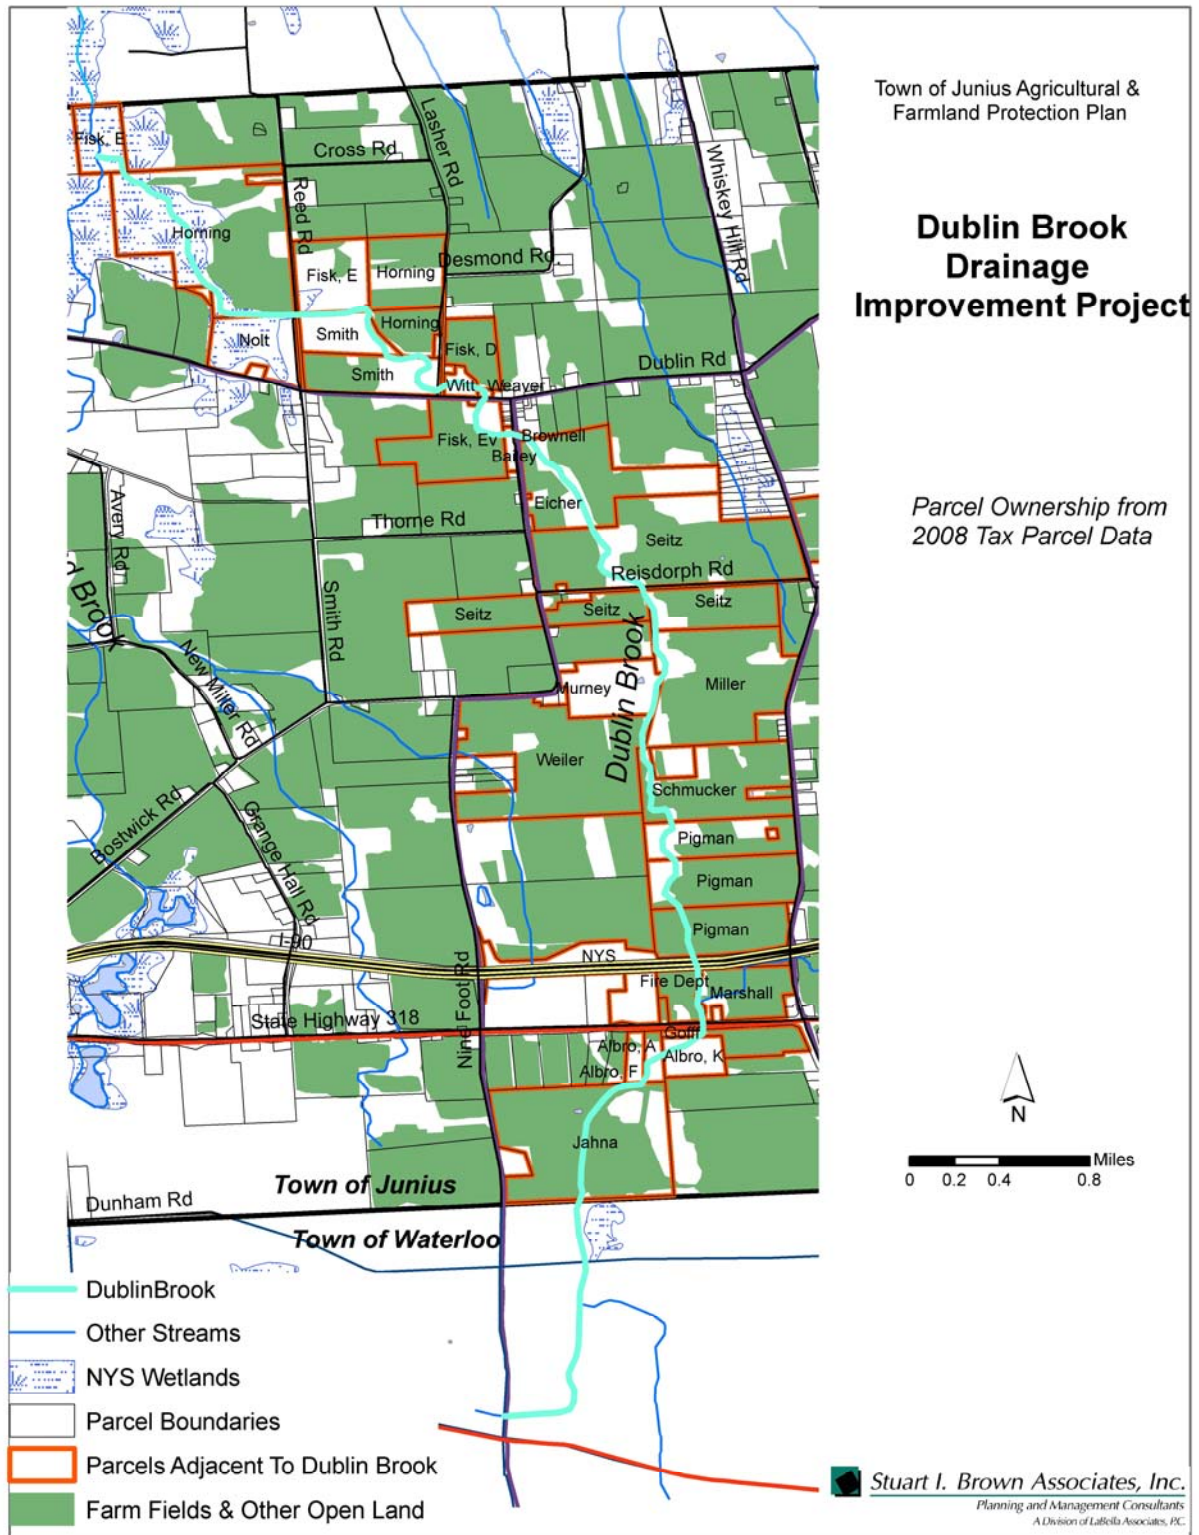 Town of Junius Agricultural &
Farmland Protection Plan
Dublin Brook
Drainage
Improvement Project
Parcel Ownership from
2008 Tax Parcel Data
Fisk, E
Cross Rd
Lasher Rd
Whiskey Hill Rd
Reed Rd
Horning
Desmond Rd.
Fisk, E
Horning
Horning
Nolt
Smith
Fisk, D
Dublin Rd
Smith
Witt
Weaver
Fisk, Ev
Brownell
Bailey
Avery Rd
Eicher
Thorne Rd
Seitz
Reisdorph Rd
d Brook
Smith Rd
Seitz
Seitz
Seitz
New Miller Rd
Murney
Miller
Dublin Brook
Weiler
Schmucker
Bostwick Rd
Grange Hall Rd
Pigman
Pigman
Pigman
I-90
NYS
Nine Foot Rd
Fire Dept
Marshall
State Highway 318
Goff
Albro, A
Albro, K
Albro, F
Jahna
N
Miles
0 0.2 0.4 0.8
Town of Junius
Dunham Rd
Town of Waterloo
DublinBrook
Other Streams
NYS Wetlands
Parcel Boundaries
Parcels Adjacent To Dublin Brook
Farm Fields & Other Open Land
Stuart I. Brown Associates, Inc.
Planning and Management Consultants
A Division of LaBella Associates, P.C.